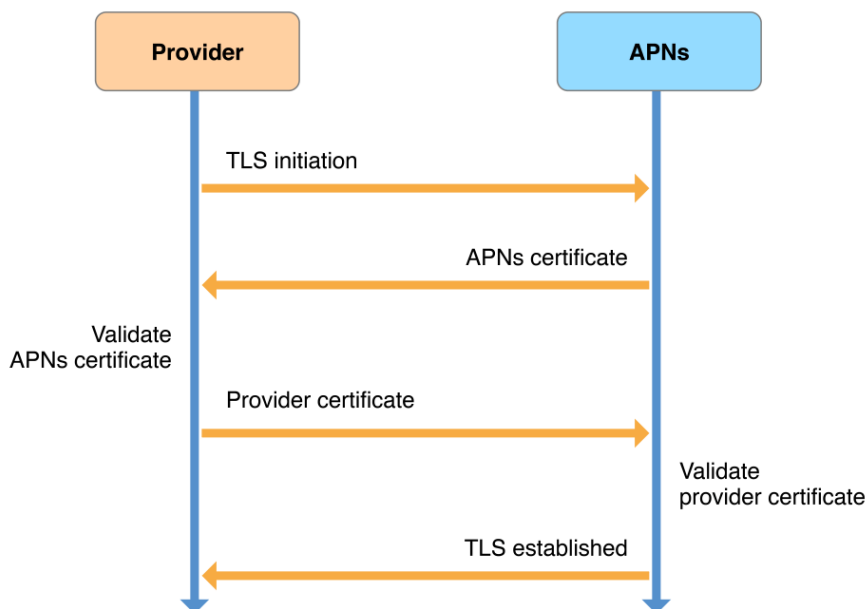 Provider
APNs
TLS initiation
APNs certificate
Validate
APNs certificate
Provider certificate
Validate
provider certificate
TLS established